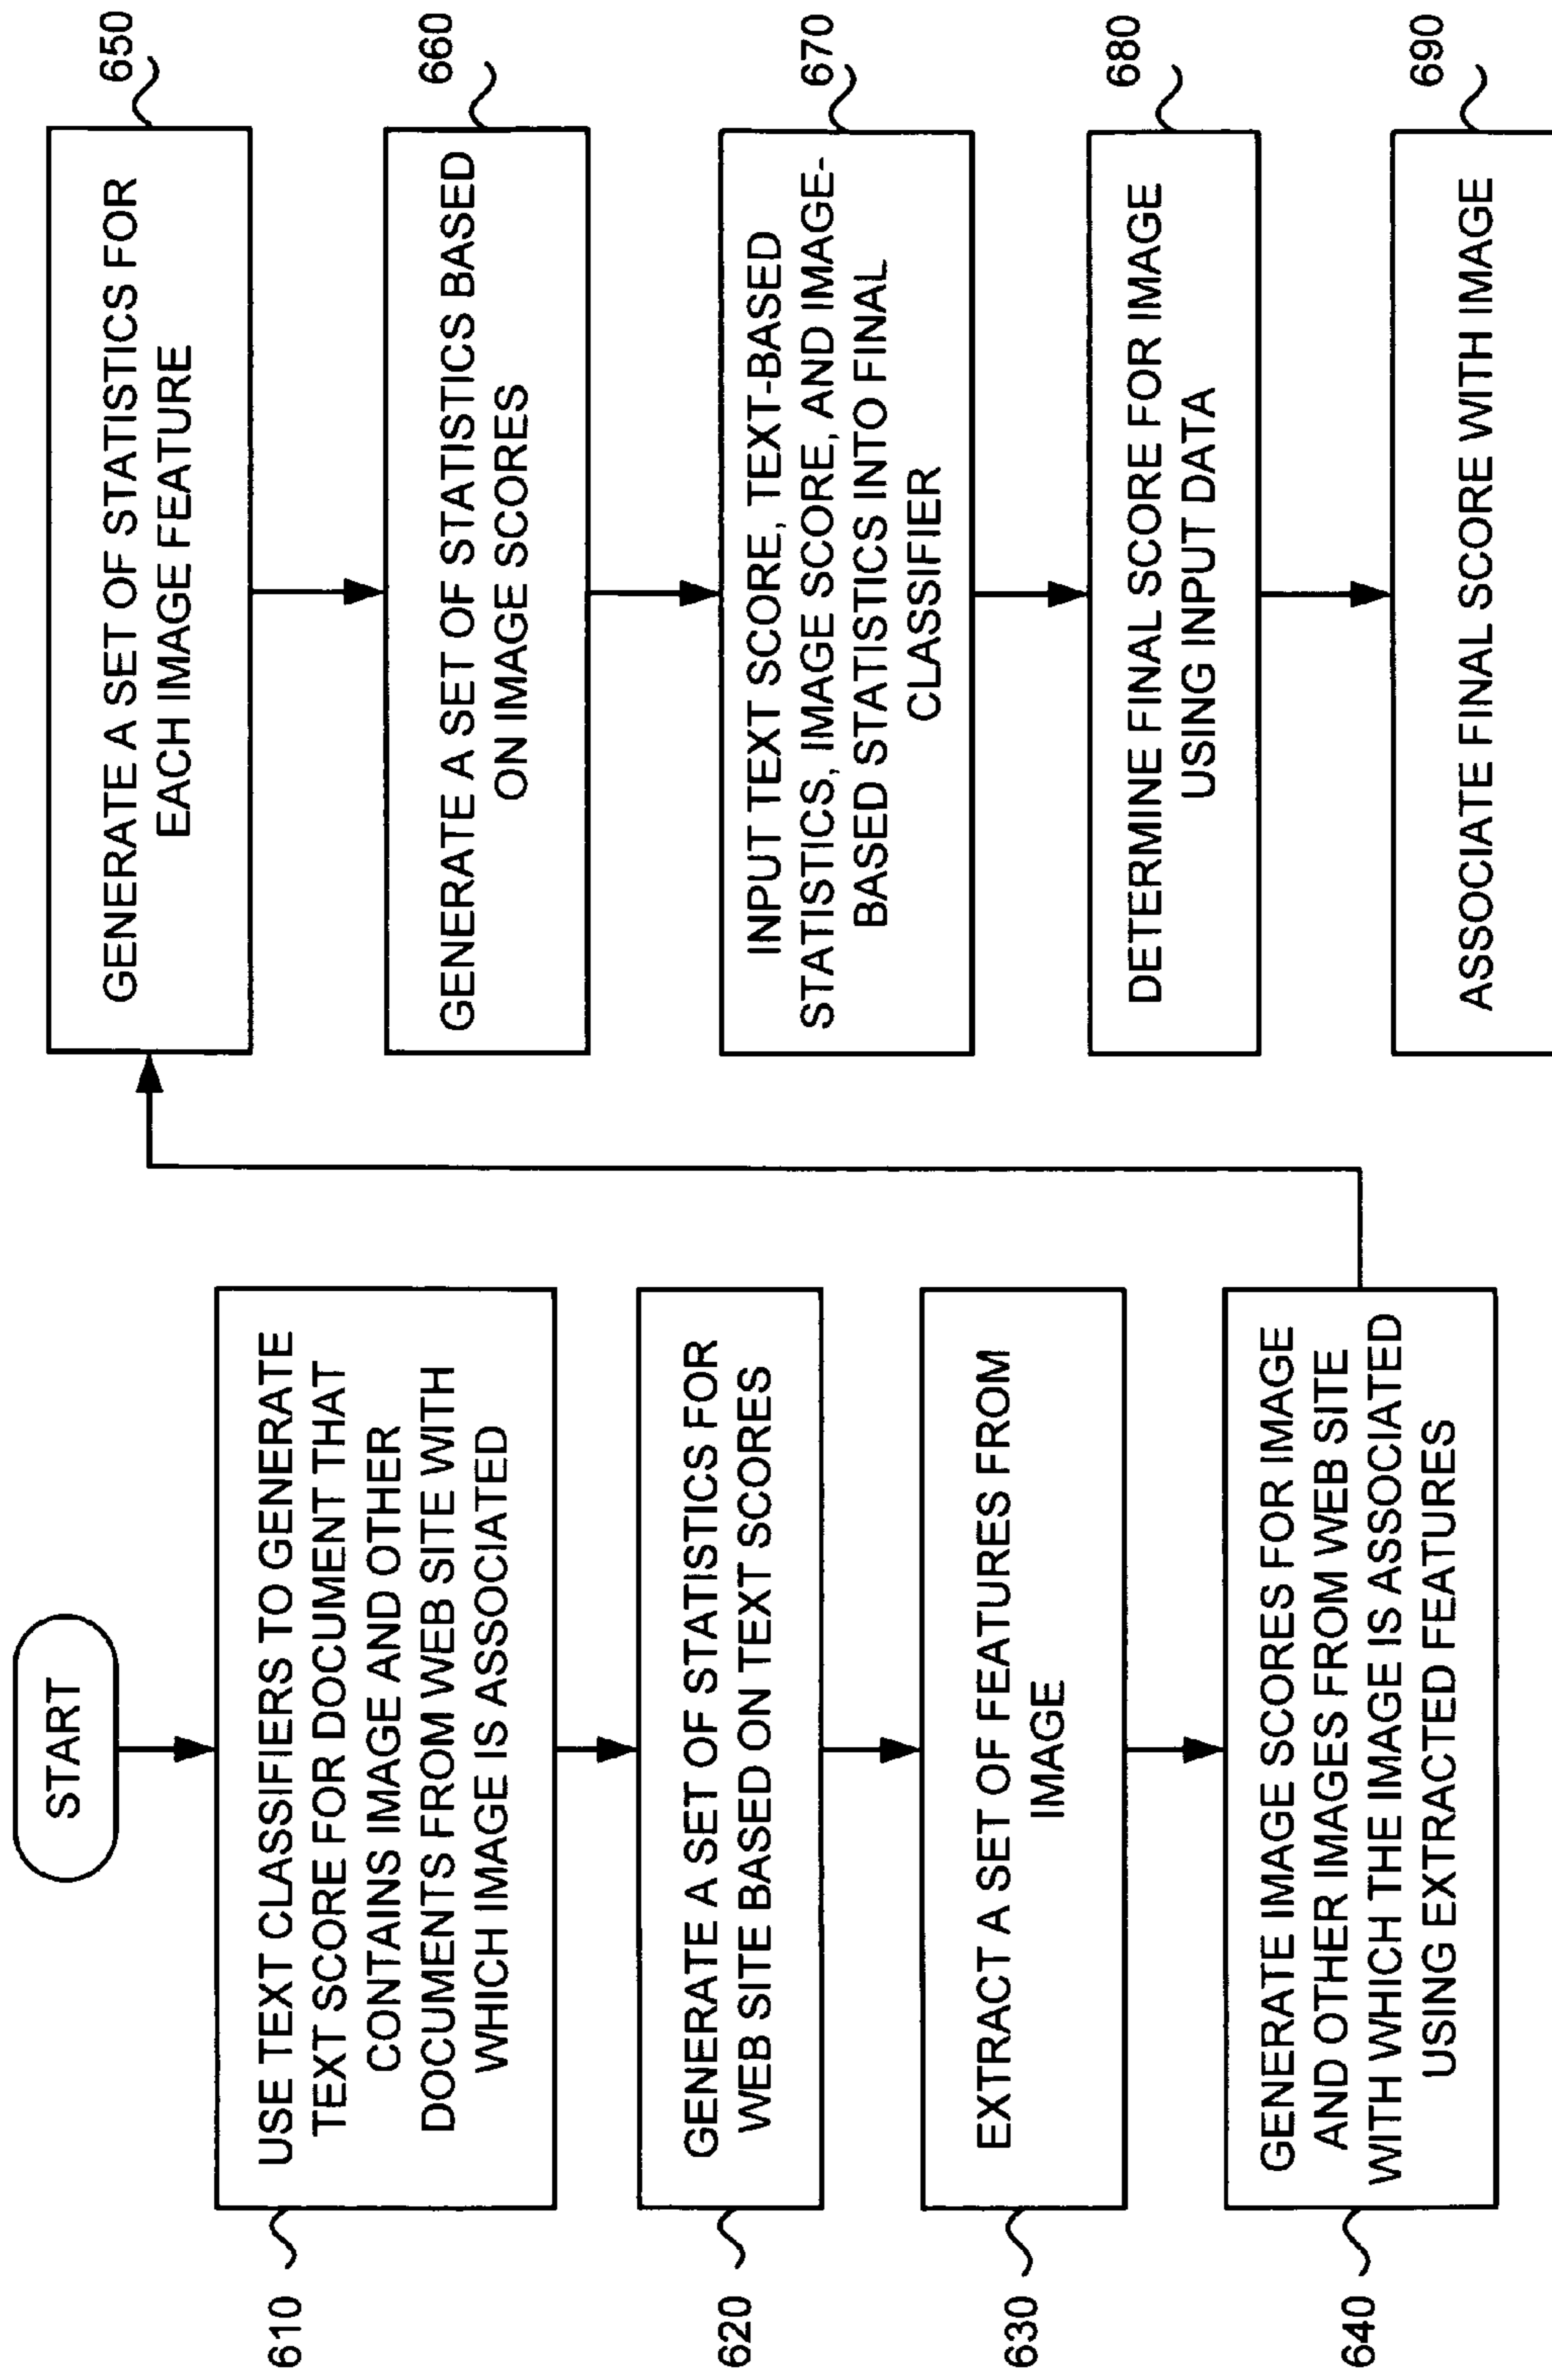 START
610
USE TEXT CLASSIFIERS TO GENERATE
TEXT SCORE FOR DOCUMENT THAT
CONTAINS IMAGE AND OTHER
DOCUMENTS FROM WEB SITE WITH
WHICH IMAGE IS ASSOCIATED
620
GENERATE A SET OF STATISTICS FOR
WEB SITE BASED ON TEXT SCORES
630
EXTRACT A SET OF FEATURES FROM
IMAGE
640
GENERATE IMAGE SCORES FOR IMAGE
AND OTHER IMAGES FROM WEB SITE
WITH WHICH THE IMAGE IS ASSOCIATED
USING EXTRACTED FEATURES
650
GENERATE A SET OF STATISTICS FOR
EACH IMAGE FEATURE
660
GENERATE A SET OF STATISTICS BASED
ON IMAGE SCORES
670
INPUT TEXT SCORE, TEXT-BASED
STATISTICS, IMAGE SCORE, AND IMAGE-
BASED STATISTICS INTO FINAL
CLASSIFIER
680
DETERMINE FINAL SCORE FOR IMAGE
USING INPUT DATA
690
ASSOCIATE FINAL SCORE WITH IMAGE